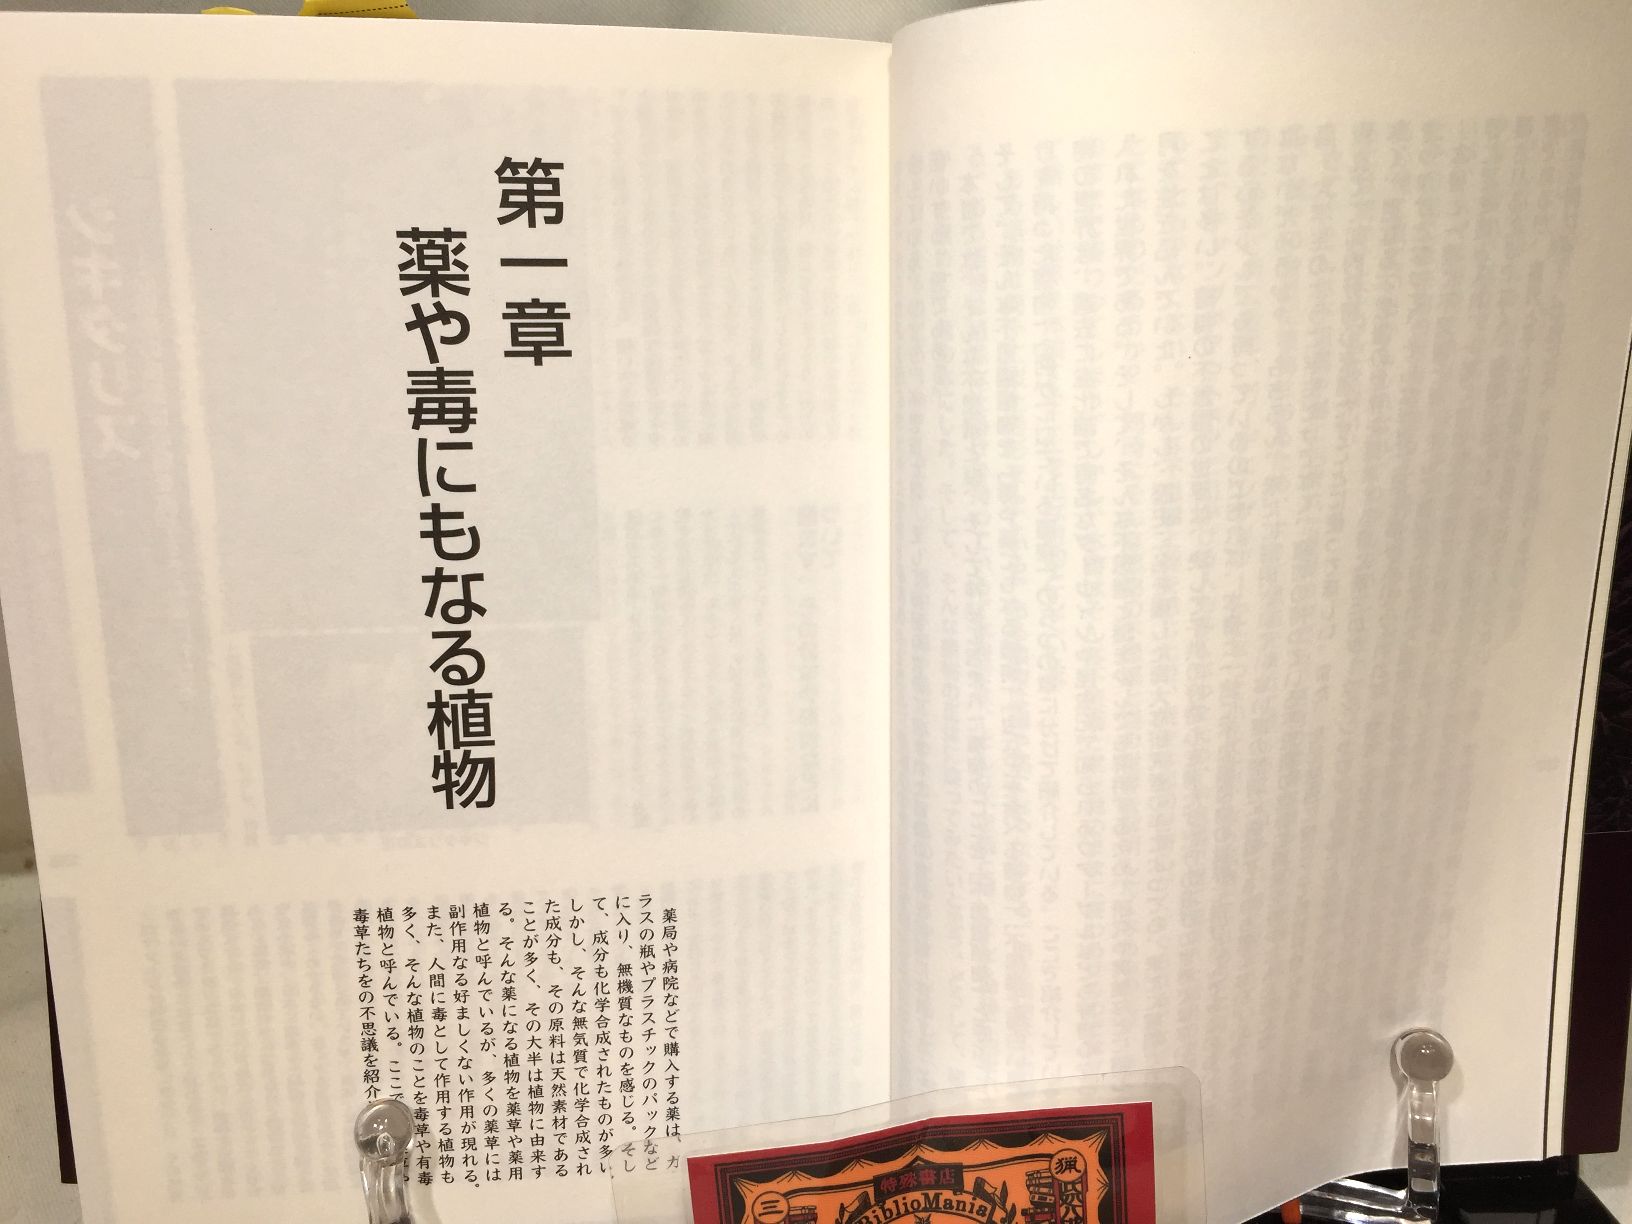 第一章
薬や毒にもなる植物
薬局や病院などで購入する薬は、ガ
ラスの瓶やプラスチックのパックなど
に入り、無機質なものを感じる。そし
て、成分も化学合成されたものが多い。
しかし、そんな無気質で化学合成され
た成分も、その原料は天然素材である
ことが多く、その大半は植物に由来す
る。そんな薬になる植物を薬草や薬用
植物と呼んでいるが、多くの薬草には
副作用なる好ましくない作用が現れる。
また、人間に毒として作用する植物も
多く、そんな植物のことを毒草や有毒
植物と呼んでいる。ここで
毒草たちをの不思議を紹介
特殊書店
BiblioMania
三
猟